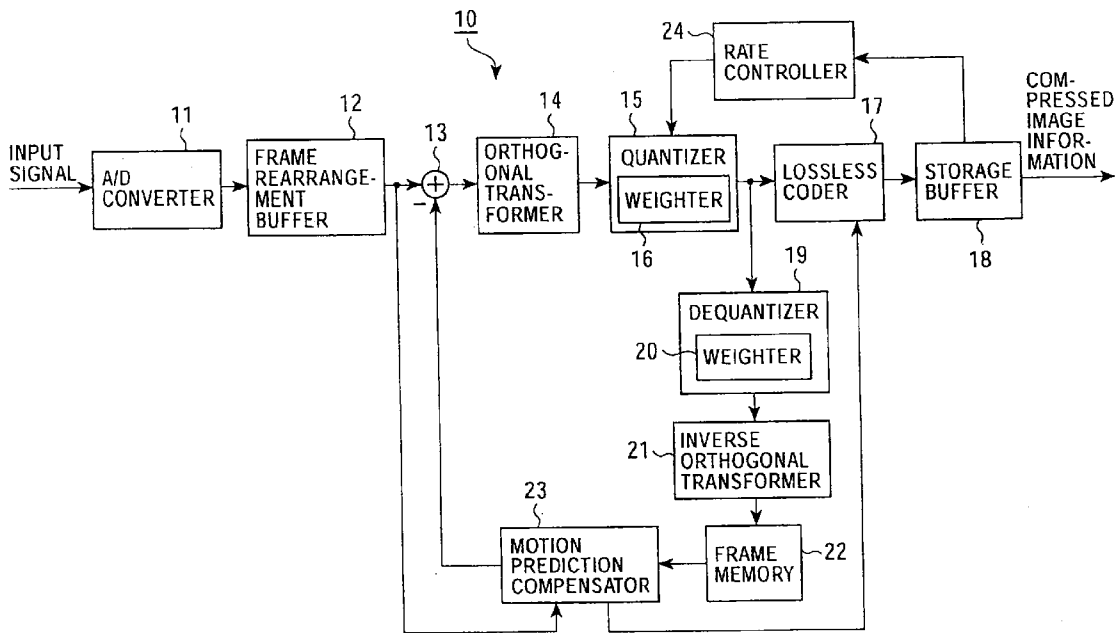 10
24
RATE
CONTROLLER
COM-
PRESSED
IMAGE
INFOR-
MATION
INPUT
SIGNAL
11
A/D
CONVERTER
12
FRAME
REARRANGE-
MENT
BUFFER
13
+
−
14
ORTHOG-
ONAL
TRANS-
FORMER
15
QUANTIZER
WEIGHTER
16
17
LOSSLESS
CODER
STORAGE
BUFFER
18
19
DEQUANTIZER
20
WEIGHTER
21
INVERSE
ORTHOGONAL
TRANSFORMER
23
MOTION
PREDICTION
COMPENSATOR
FRAME
MEMORY
22